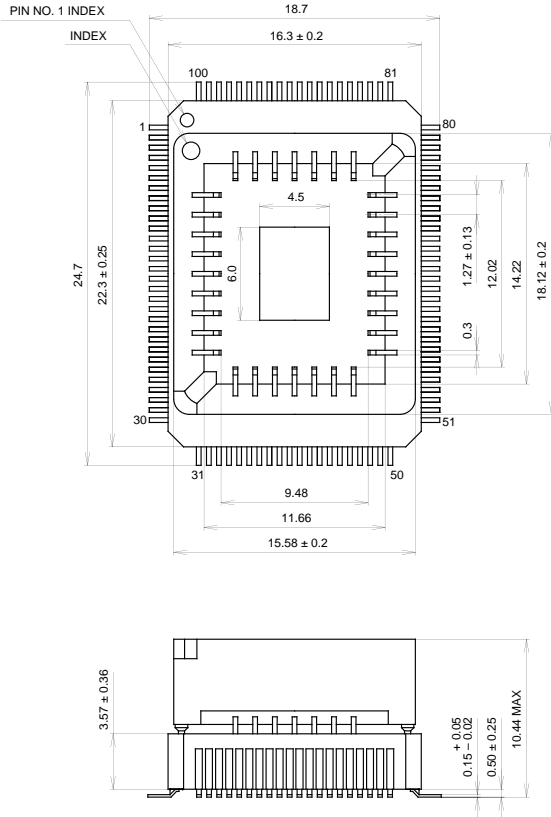 PIN NO. 1 INDEX
18.7
INDEX
16.3 ± 0.2
100
81
1
80
4.5
6.0
24.7
22.3 ± 0.25
1.27 ± 0.13
12.02
14.22
18.12 ± 0.2
0.3
30
51
31
50
9.48
11.66
15.58 ± 0.2
3.57 ± 0.36
+ 0.05
0.15 – 0.02
0.50 ± 0.25
10.44 MAX